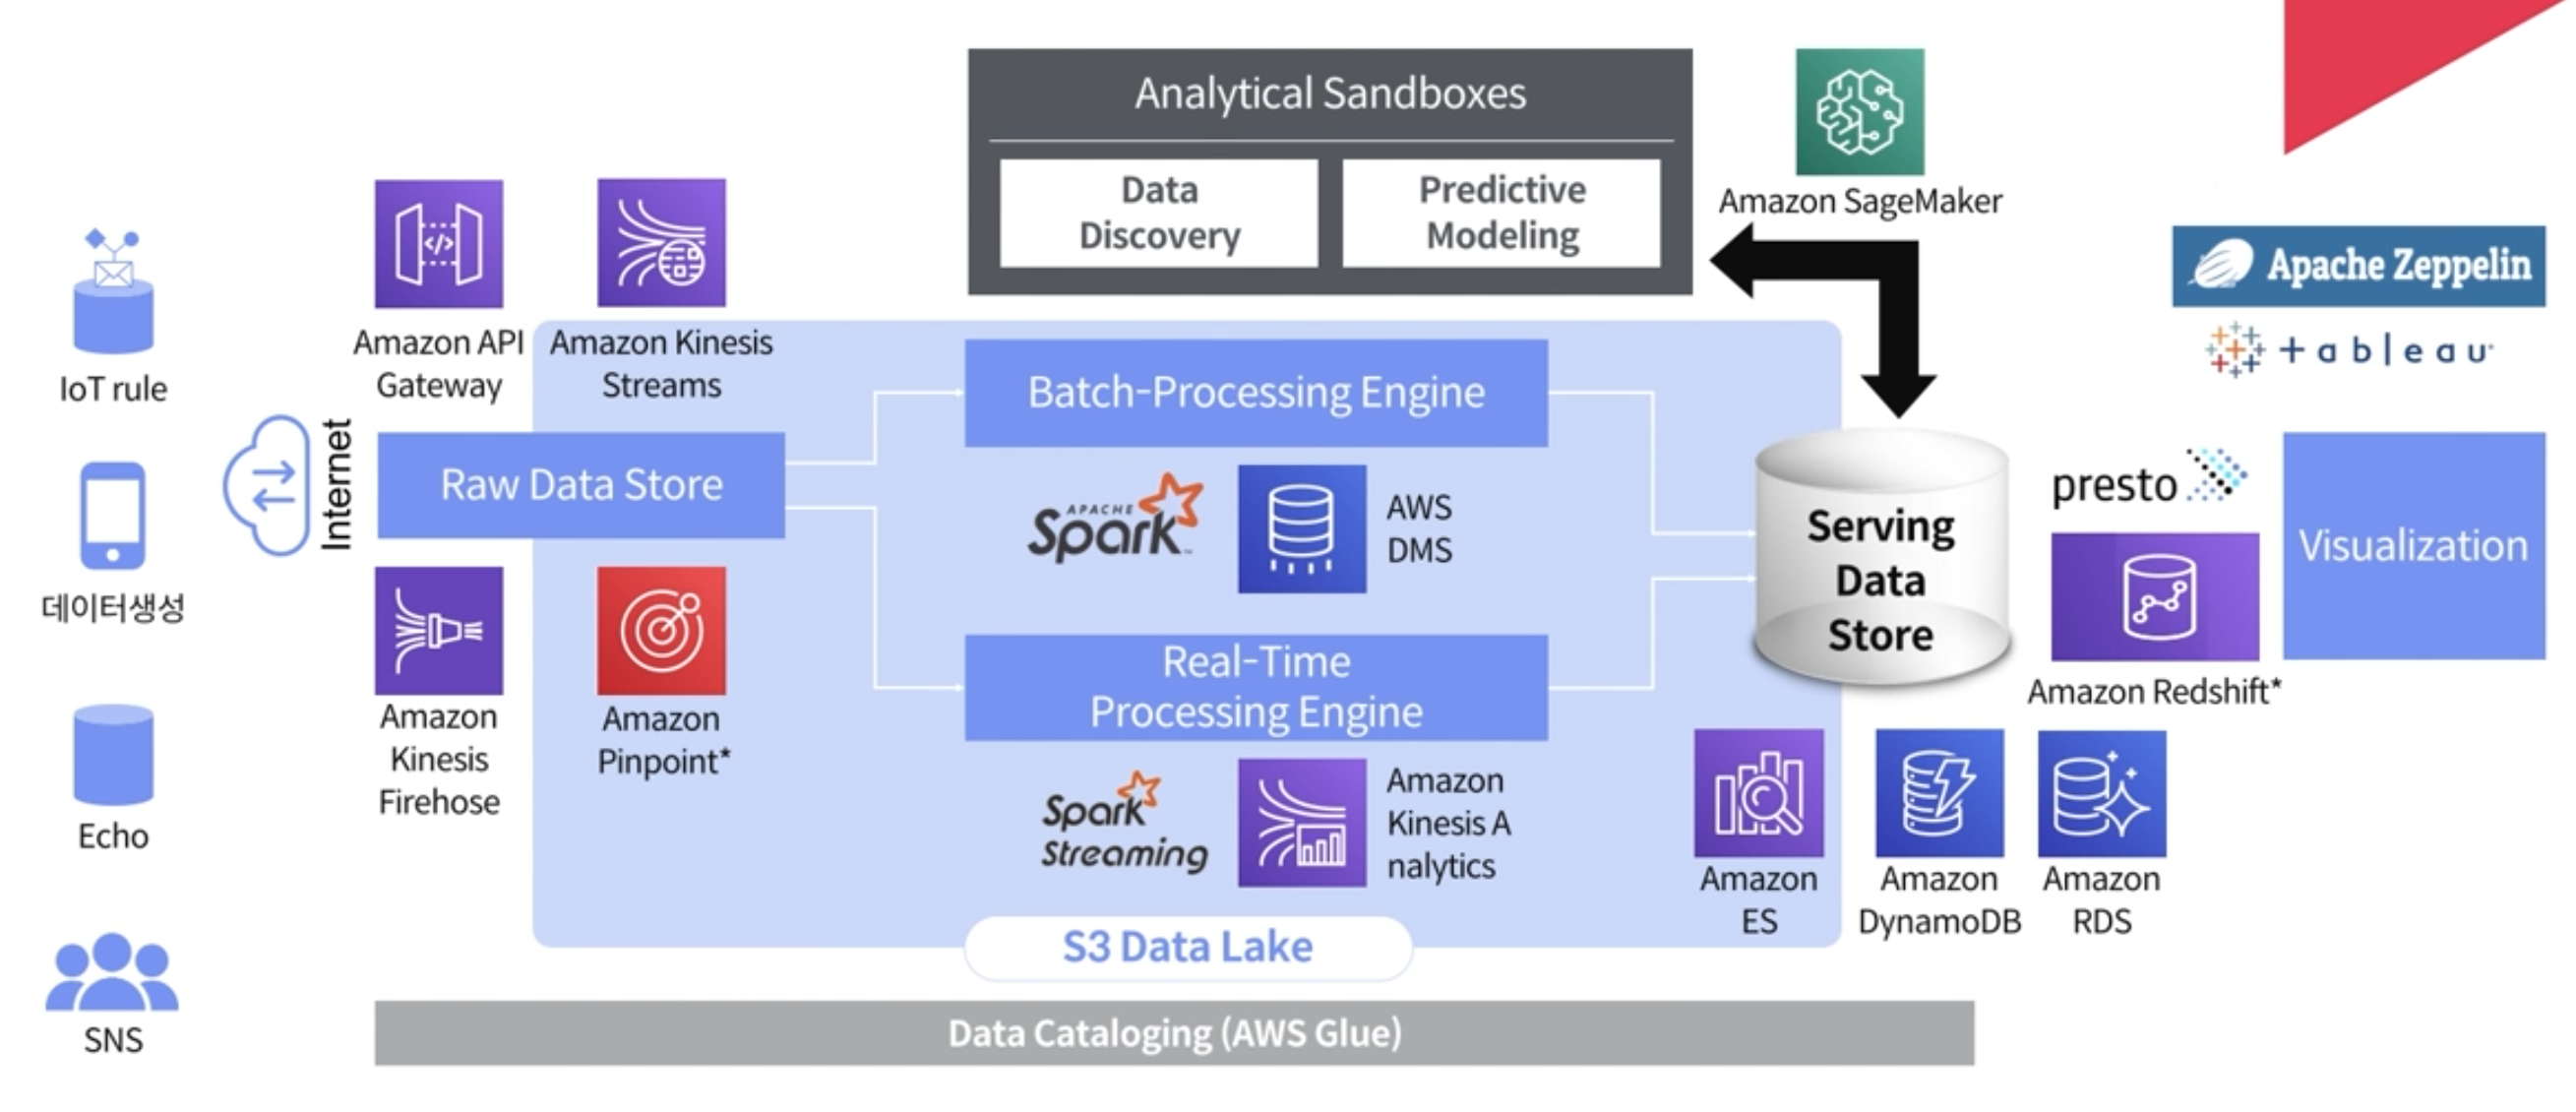 IoT rule
데이터생성
Echo
SNS
Internet
Amazon API
Gateway
Amazon Kinesis
Streams
Raw Data Store
Amazon
Kinesis
Firehose
Amazon
Pinpoint*
Analytical Sandboxes
Data
Discovery
Predictive
Modeling
Amazon SageMaker
Batch-Processing Engine
APACHE
Spark™
AWS
DMS
Real-Time
Processing Engine
Spark
Streaming
Amazon
Kinesis A
nalytics
S3 Data Lake
Data Cataloging (AWS Glue)
Serving
Data
Store
Amazon
ES
Amazon
DynamoDB
Amazon
RDS
presto
Amazon Redshift*
Apache Zeppelin
+ableau
Visualization